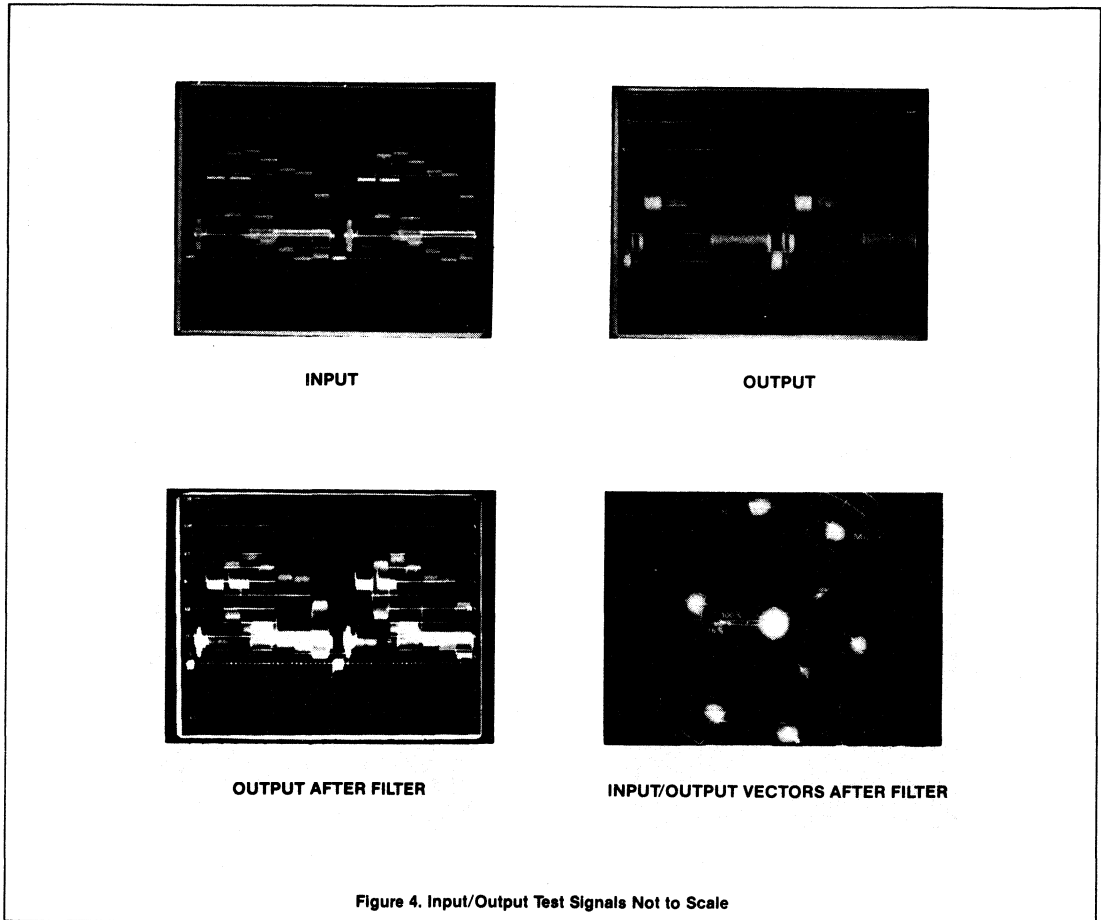 INPUT
OUTPUT
OUTPUT AFTER FILTER
INPUT/OUTPUT VECTORS AFTER FILTER
Figure 4. Input/Output Test Signals Not to Scale